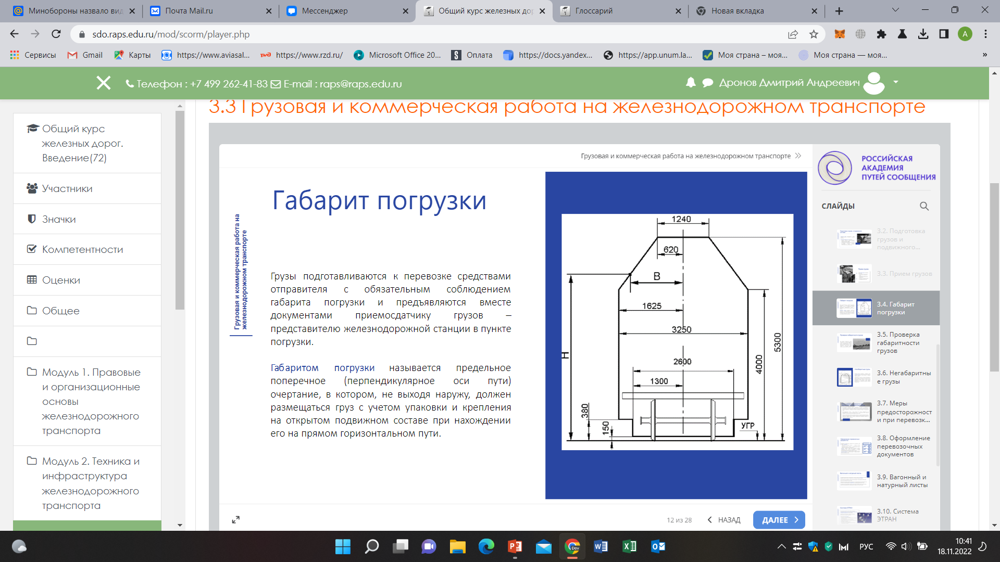 Минобороны назвало вид
Почта Mail.ru
Мессенджер
Общий курс железных дор
Глоссарий
Новая вкладка
sdo.raps.edu.ru/mod/scorm/player.php
A
Сервисы
Gmail
Карты
https://www.aviasal...
https://www.rzd.ru/
Microsoft Office 20...
Оплата
https://docs.yandex...
https://app.unum.la...
Моя страна – моя...
Моя страна — моя...
»
Телефон : +7 499 262-41-83 E-mail : raps@raps.edu.ru
Дронов Дмитрий Андреевич
3.3 Грузовая и коммерческая работа на железнодорожном транспорте
Общий курс
железных дорог.
Введение(72)
Участники
Значки
Компетентности
Оценки
Общее
Модуль 1. Правовые
и организационные
основы
железнодорожного
транспорта
Модуль 2. Техника и
инфраструктура
железнодорожного
транспорта
Грузовая и коммерческая работа на железнодорожном транспорте
Грузовая и коммерческая работа на
железнодорожном транспорте
Габарит погрузки
Грузы подготавливаются к перевозке средствами
отправителя с обязательным соблюдением
габарита погрузки и предъявляются вместе
документами приемосдатчику грузов –
представителю железнодорожной станции в пункте
погрузки.
Габаритом погрузки называется предельное
поперечное (перпендикулярное оси пути)
очертание, в котором, не выходя наружу, должен
размещаться груз с учетом упаковки и крепления
на открытом подвижном составе при нахождении
его на прямом горизонтальном пути.
1240
620
B
1625
3250
H
2600
1300
380
150
УГР
4000
5300
12 из 28
НАЗАД
ДАЛЕЕ
РОССИЙСКАЯ
АКАДЕМИЯ
ПУТЕЙ СООБЩЕНИЯ
СЛАЙДЫ
3.2. Подготовка
грузов и
подвижного...
3.3. Прием грузов
3.4. Габарит
погрузки
3.5. Проверка
габаритности
грузов
3.6. Негабаритны
е грузы
3.7. Меры
предосторожност
и при перевозк...
3.8. Оформление
перевозочных
документов
3.9. Вагонный и
натурный листы
3.10. Система
ЭТРАН
Dev
РУС
10:41
18.11.2022